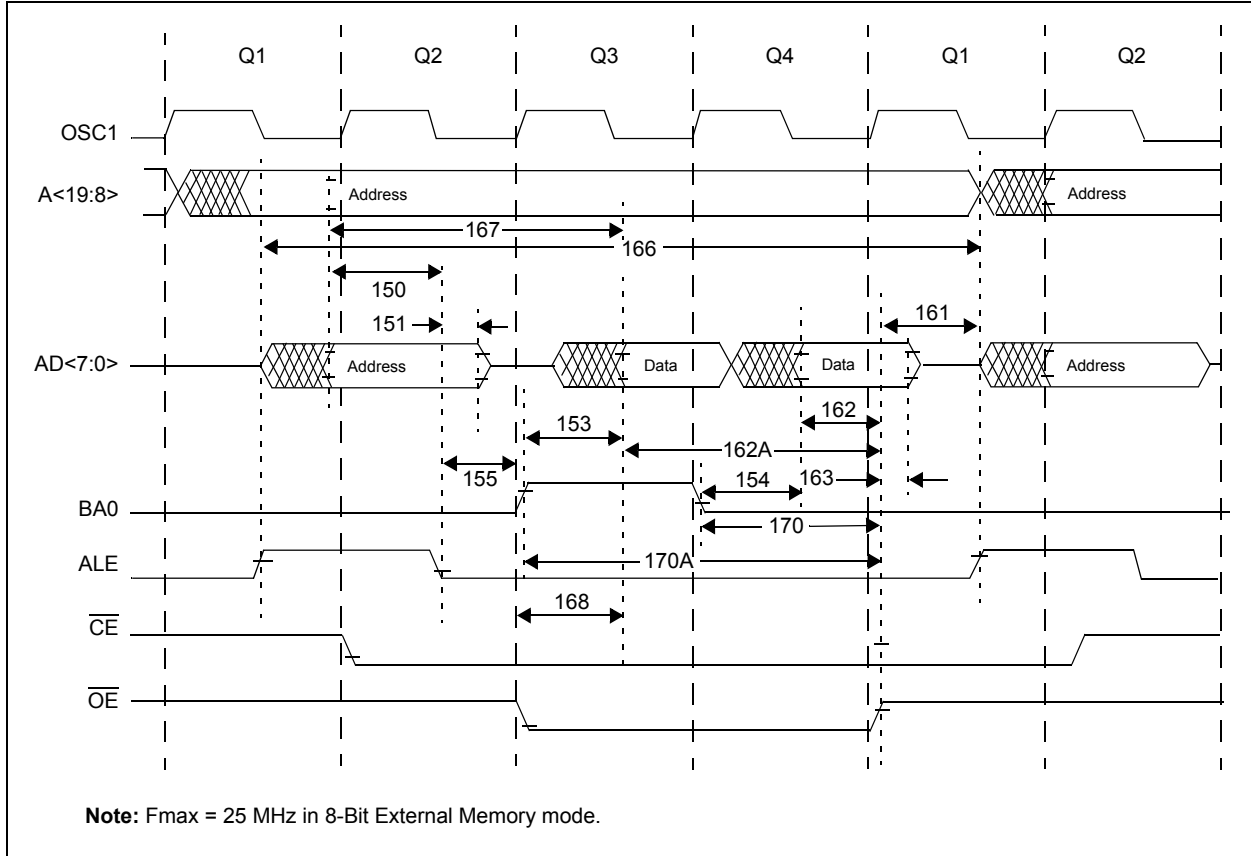 Q1 Q2 Q3 Q4 Q1 Q2
OSC1
A<19:8>
Address Address
167
166
150
151
161
AD<7:0>
Address Data Data Address
162
153
162A
155
154
163
BA0
170
ALE
170A
168
CE
OE
Note: Fmax = 25 MHz in 8-Bit External Memory mode.